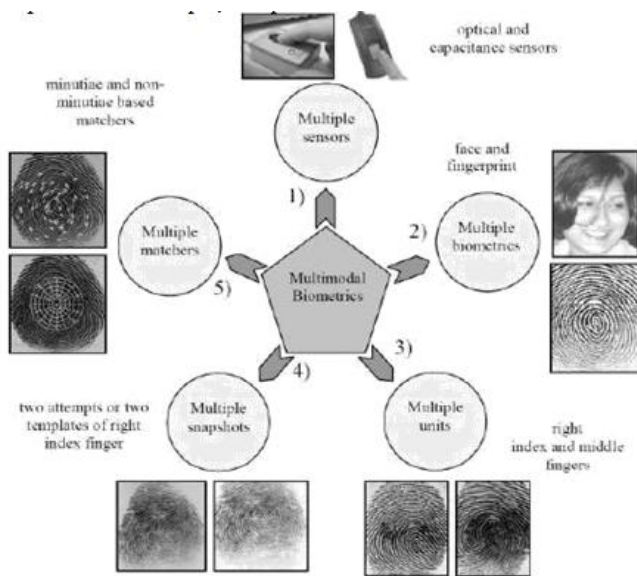 optical and
capacitance sensors
minutiae and non-
minutiae based
matchers
Multiple
sensors
face and
fingerprint
1)
2)
Multiple
biometrics
Multiple
matchers
5)
Multimodal
Biometrics
3)
4)
two attempts or two
templates of right
index finger
Multiple
snapshots
Multiple
units
right
index and middle
fingers